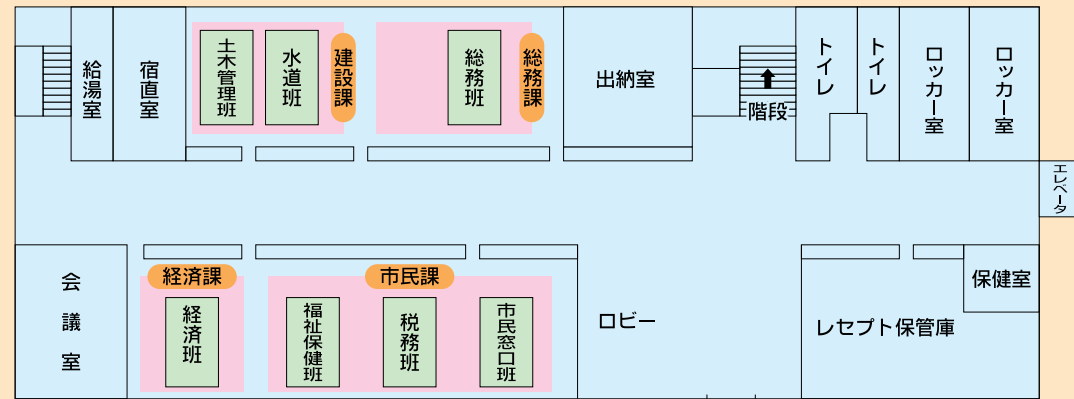 給湯室
宿直室
土木管理班
水道班
建設課
総務班
総務課
出納室
階段
トイレ
トイレ
ロッカー室
ロッカー室
エレベータ
会議室
経済課
経済班
市民課
福祉保健班
税務班
市民窓口班
ロビー
レセプト保管庫
保健室